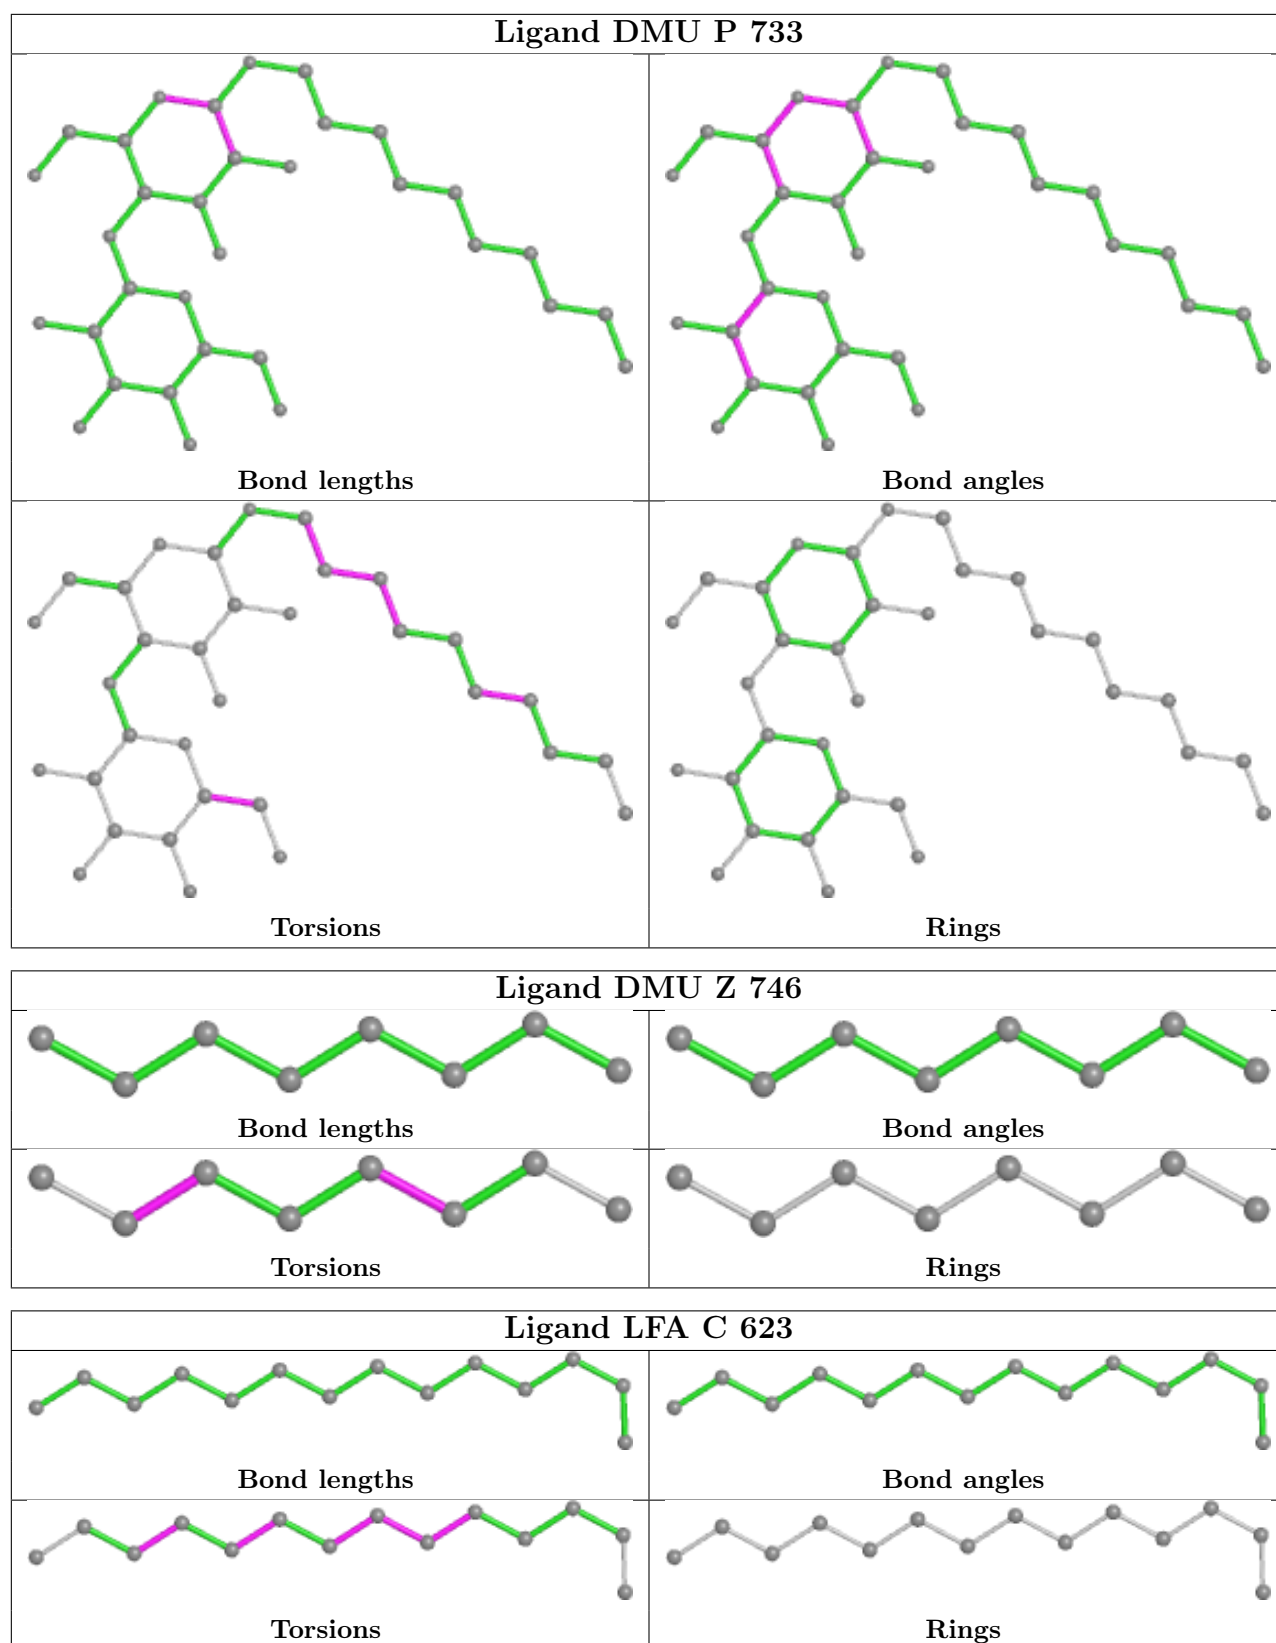 Ligand DMU P 733
Bond lengths
Bond angles
Torsions
Rings
Ligand DMU Z 746
Bond lengths
Bond angles
Torsions
Rings
Ligand LFA C 623
Bond lengths
Bond angles
Torsions
Rings